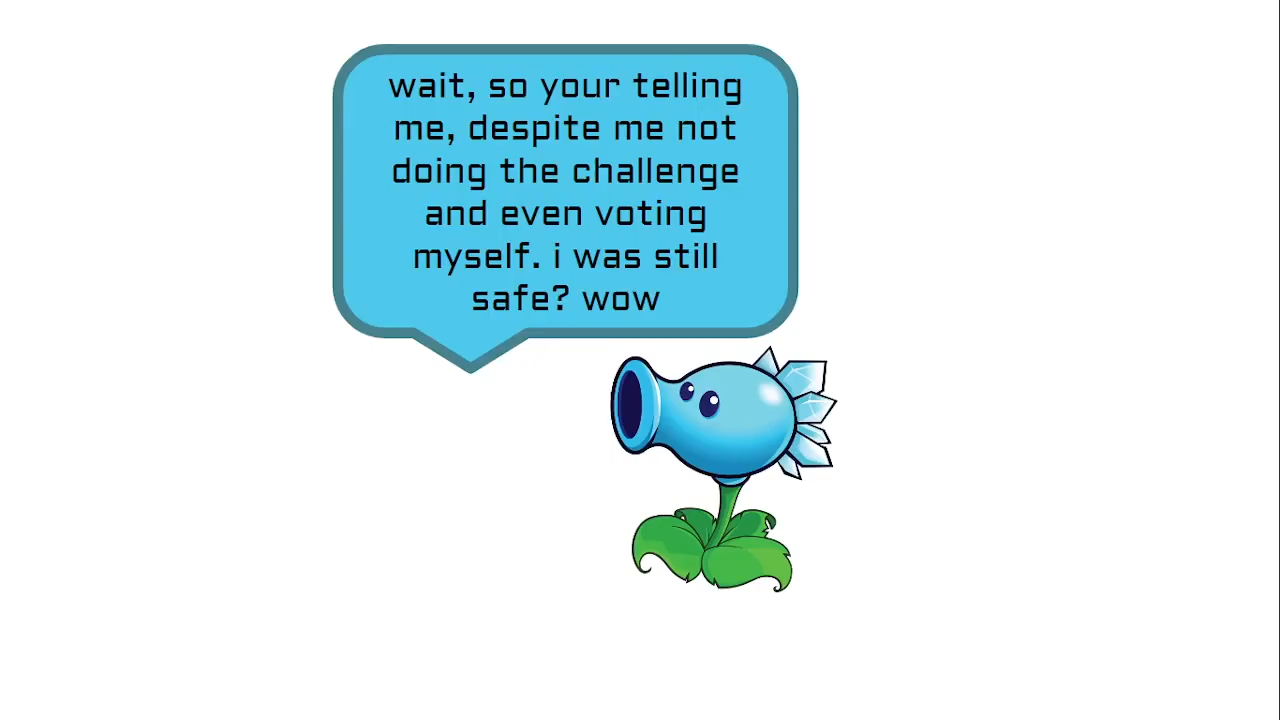 wait, so your telling
me, despite me not
doing the challenge
and even voting
myself. i was still
safe? wow